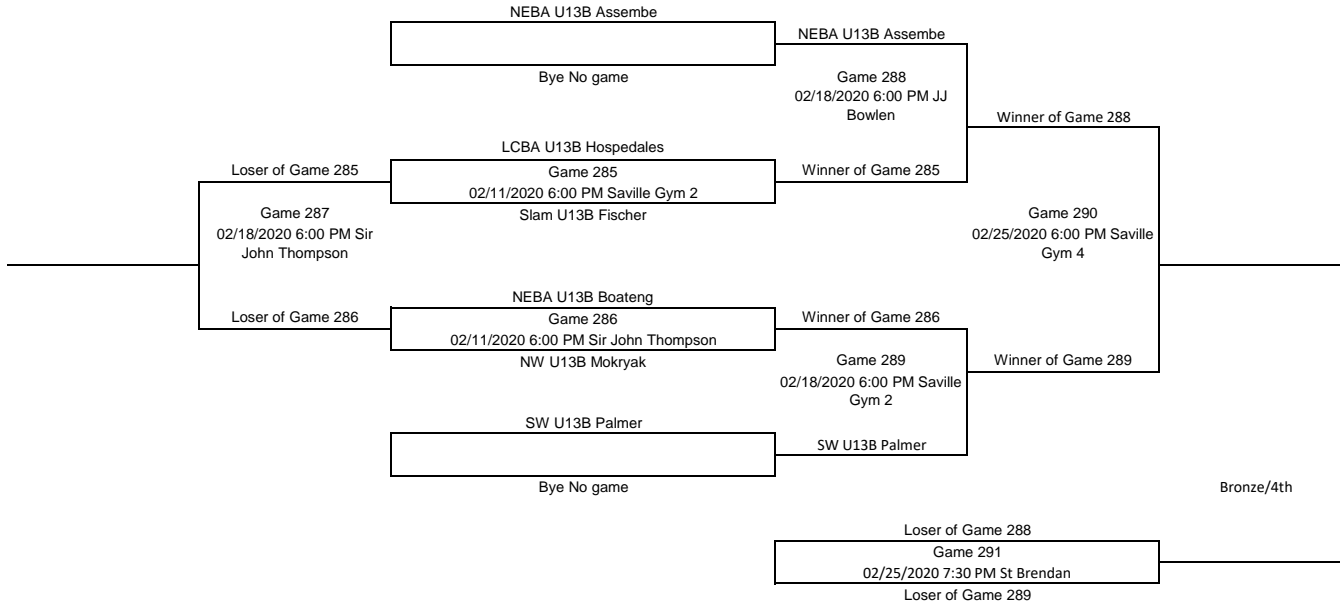 NEBA U13B Assembe
NEBA U13B Assembe
Bye No game
Game 288
02/18/2020 6:00 PM JJ
Bowlen
Winner of Game 288
LCBA U13B Hospedales
Loser of Game 285
Game 285
Winner of Game 285
02/11/2020 6:00 PM Saville Gym 2
Slam U13B Fischer
Game 287
02/18/2020 6:00 PM Sir
John Thompson
Game 290
02/25/2020 6:00 PM Saville
Gym 4
NEBA U13B Boateng
Loser of Game 286
Game 286
Winner of Game 286
02/11/2020 6:00 PM Sir John Thompson
NW U13B Mokryak
Game 289
02/18/2020 6:00 PM Saville
Gym 2
Winner of Game 289
SW U13B Palmer
SW U13B Palmer
Bye No game
Bronze/4th
Loser of Game 288
Game 291
02/25/2020 7:30 PM St Brendan
Loser of Game 289